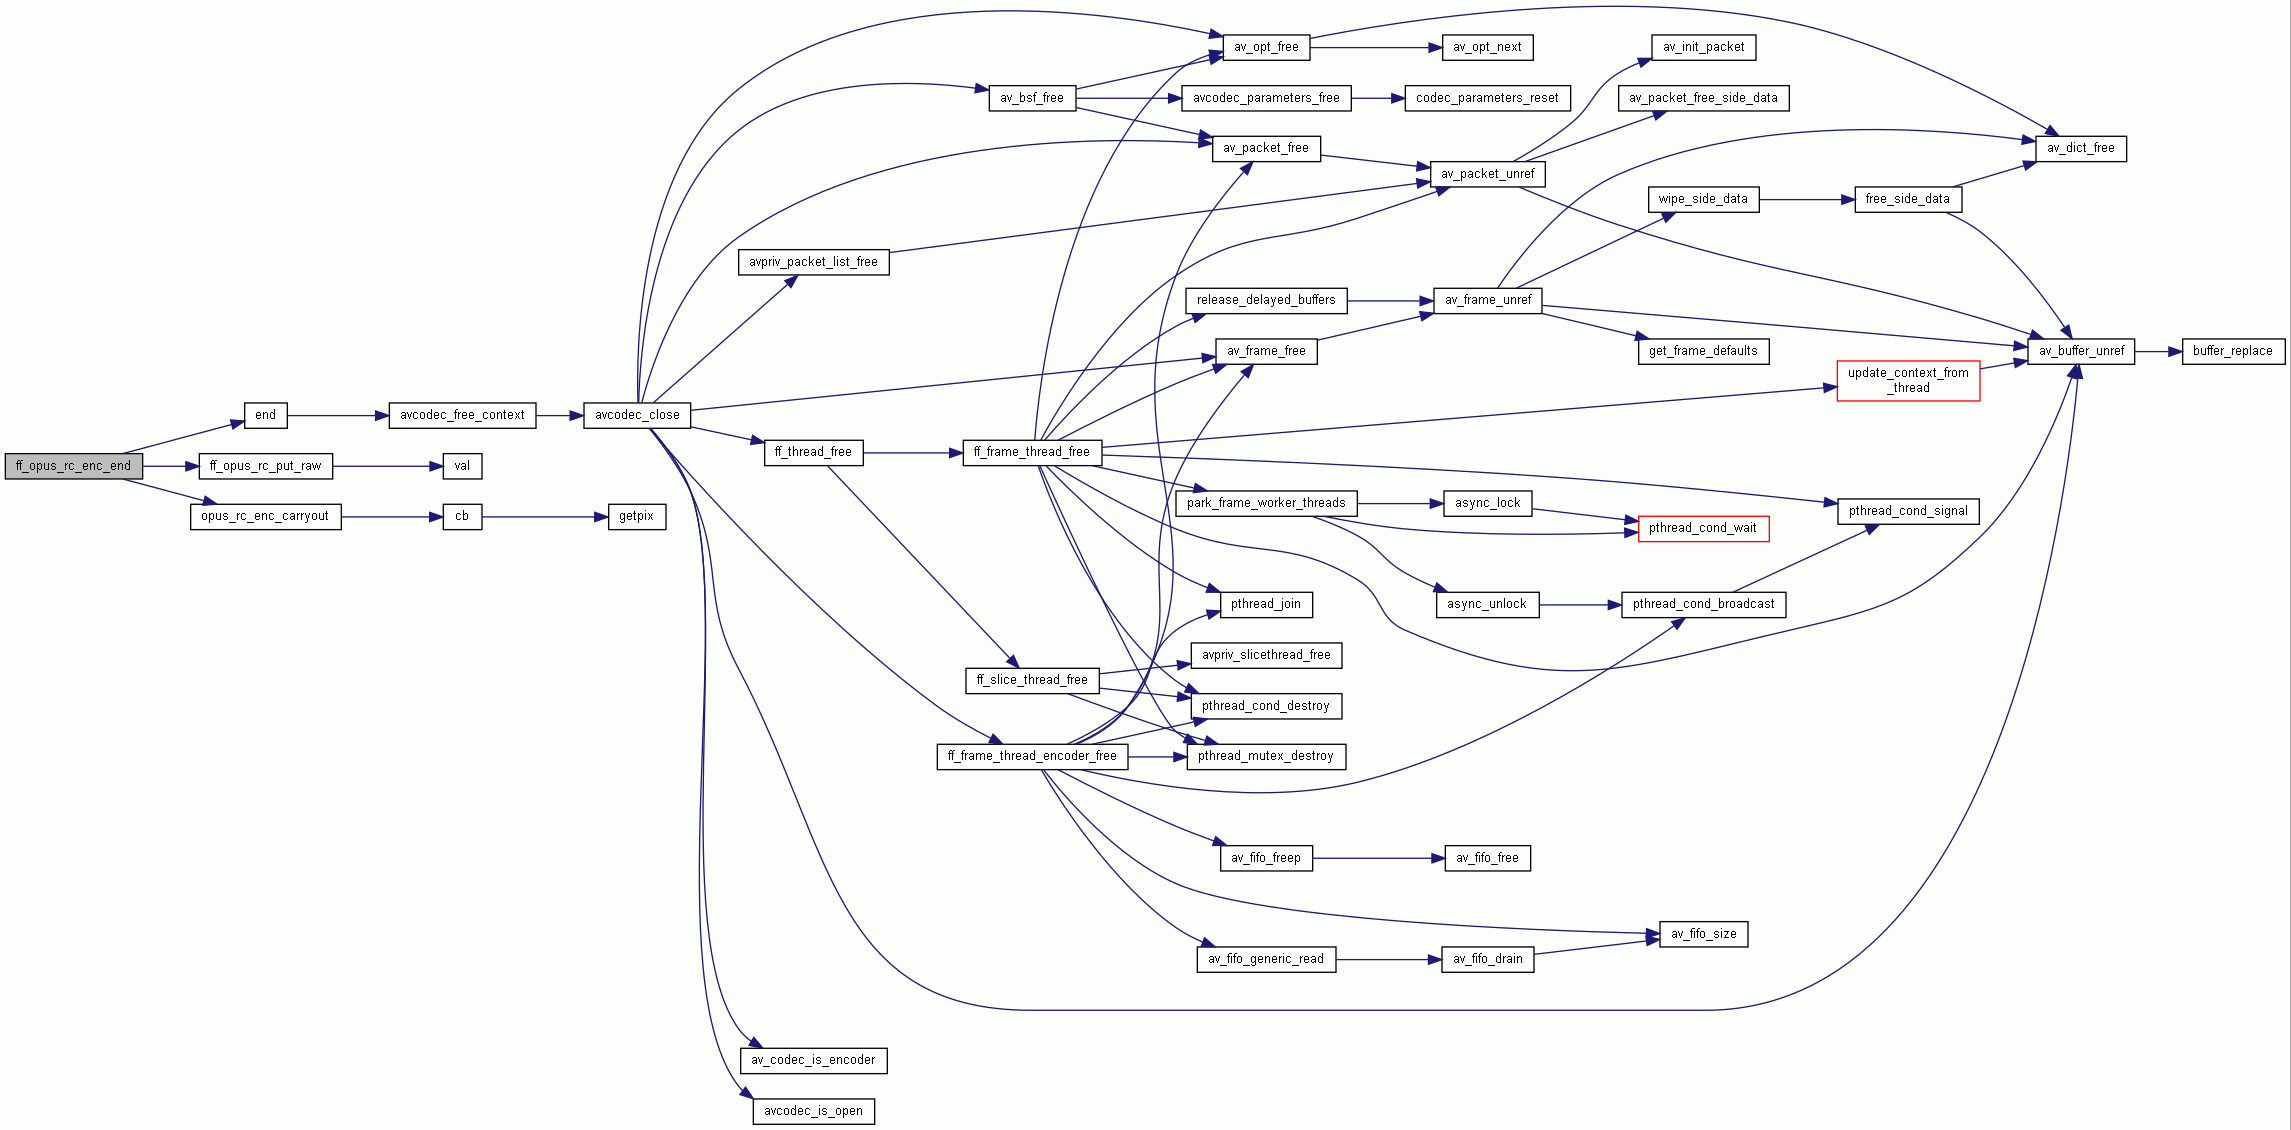 ff_opus_rc_enc_end
end
ff_opus_rc_put_raw
opus_rc_enc_carryout
avcodec_free_context
val
cb
getpix
avcodec_close
avpriv_packet_list_free
ff_thread_free
av_codec_is_encoder
avcodec_is_open
av_bsf_free
ff_frame_thread_free
ff_slice_thread_free
ff_frame_thread_encoder_free
av_opt_free
avcodec_parameters_free
av_packet_free
release_delayed_buffers
av_frame_free
park_frame_worker_threads
pthread_join
avpriv_slicethread_free
pthread_cond_destroy
pthread_mutex_destroy
av_fifo_freep
av_fifo_generic_read
av_opt_next
codec_parameters_reset
av_packet_unref
av_frame_unref
async_lock
async_unlock
av_fifo_free
av_fifo_drain
av_init_packet
av_packet_free_side_data
wipe_side_data
get_frame_defaults
pthread_cond_wait
pthread_cond_broadcast
av_fifo_size
free_side_data
update_context_from
_thread
pthread_cond_signal
av_dict_free
av_buffer_unref
buffer_replace